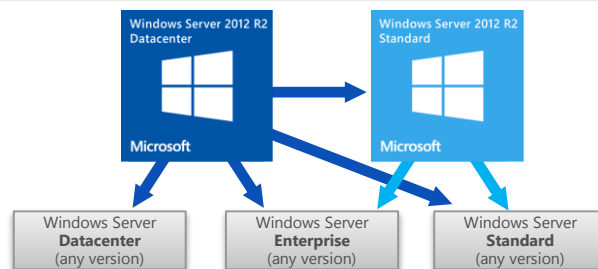 Windows Server 2012 R2
Datacenter
Microsoft
Windows Server 2012 R2
Standard
Microsoft
Windows Server
Datacenter
(any version)
Windows Server
Enterprise
(any version)
Windows Server
Standard
(any version)